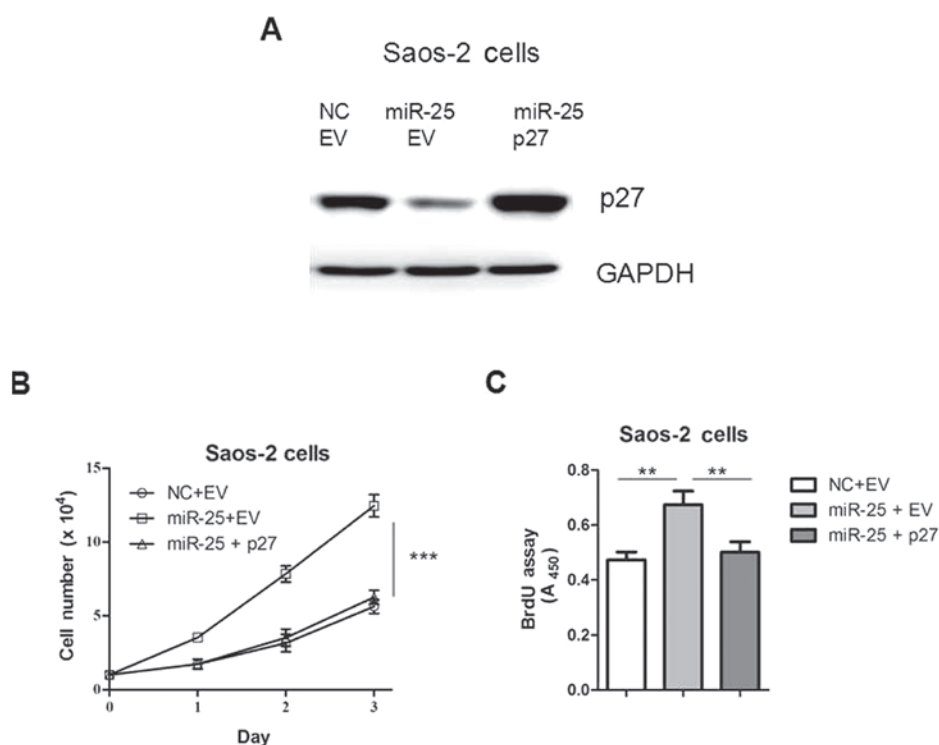 A
Saos-2 cells
NC miR-25 miR-25
EV EV p27
p27
GAPDH
B
Saos-2 cells
15
10
5
0
Cell number (x 10⁴)
NC+EV
miR-25+EV
miR-25 + p27
***
0 1 2 3
Day
C
Saos-2 cells
0.8
0.6
0.4
0.2
0.0
BrdU assay
(A 450)
** **
NC+EV
miR-25 + EV
miR-25 + p27